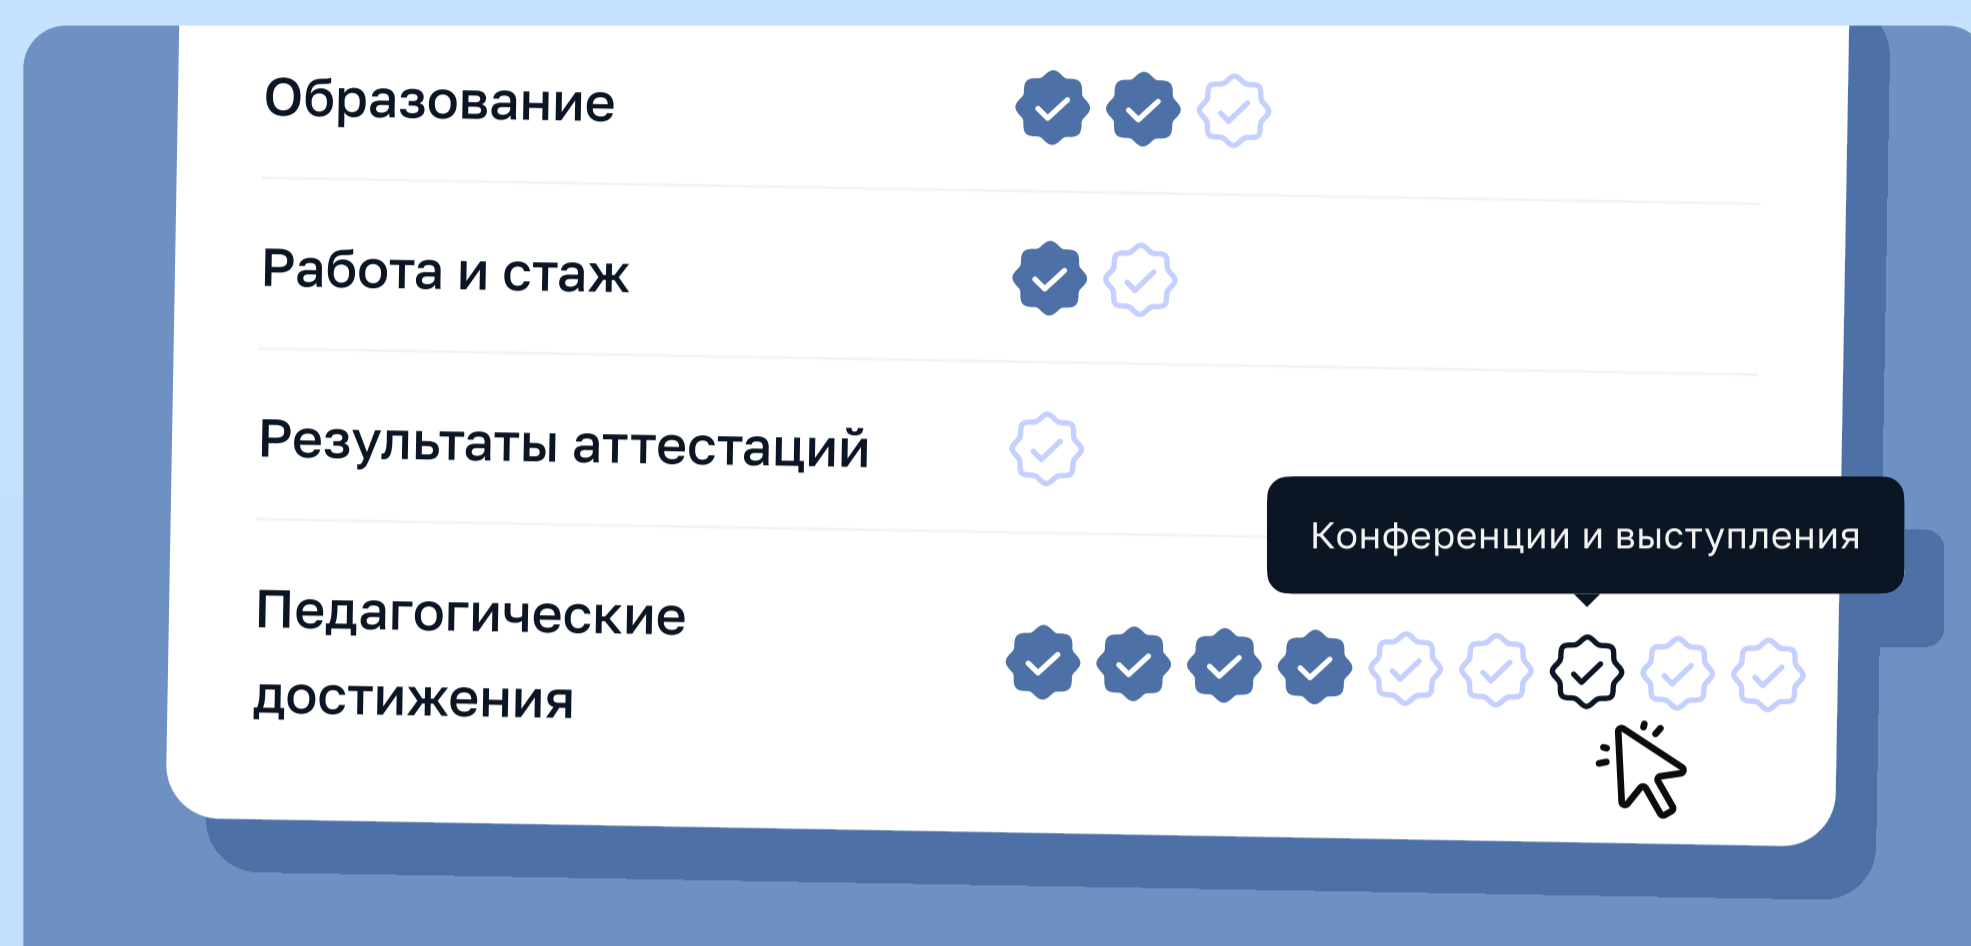 Образование
Работа и стаж
Результаты аттестаций
Конференции и выступления
Педагогические
достижения